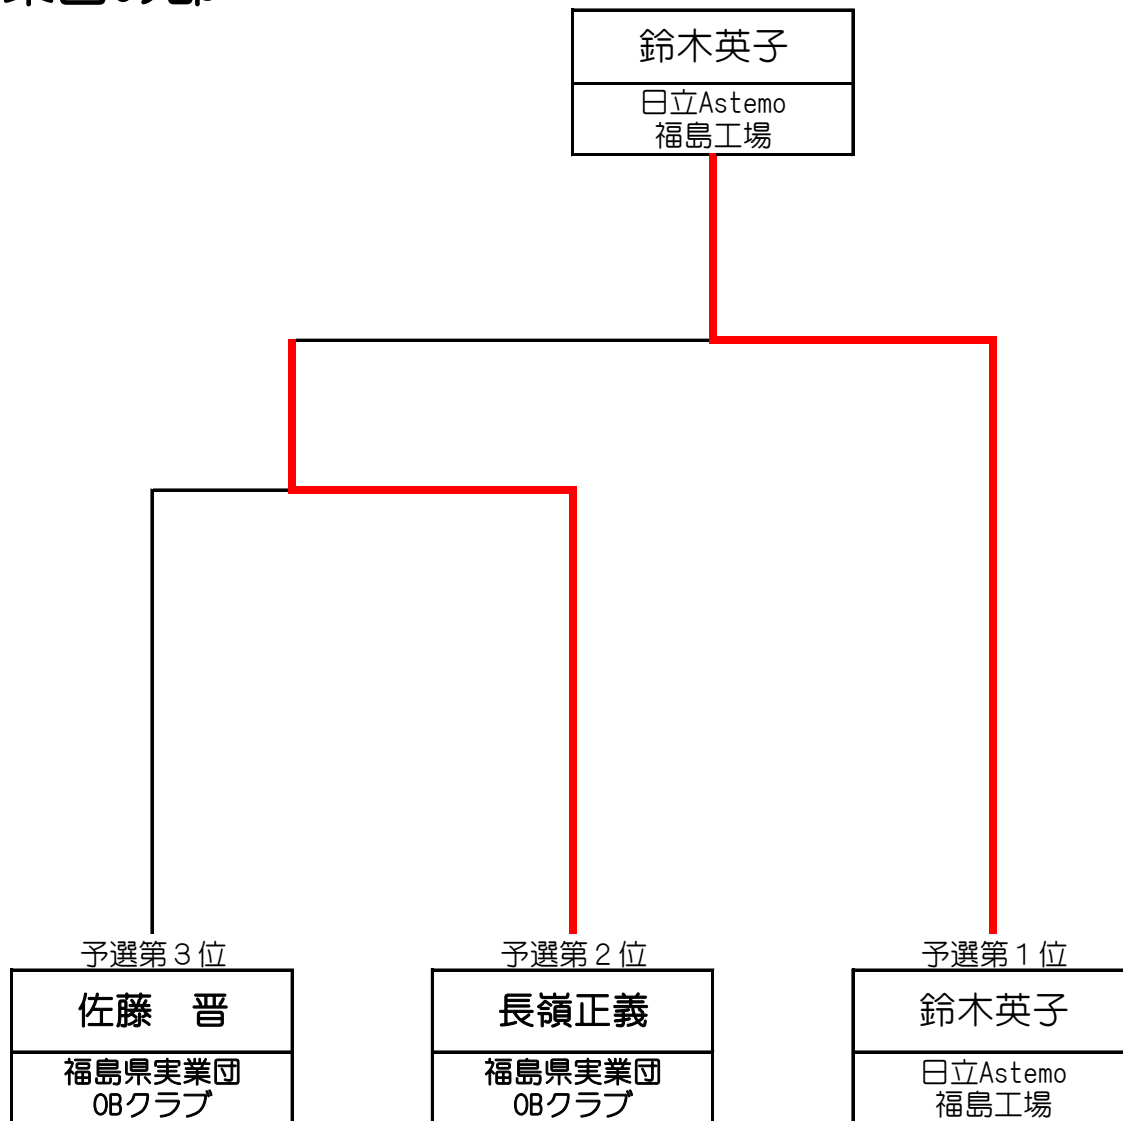 鈴木英子
日立Astemo
福島工場
予選第３位
予選第２位
予選第１位
佐藤　晋
長嶺正義
鈴木英子
福島県実業団
OBクラブ
福島県実業団
OBクラブ
日立Astemo
福島工場